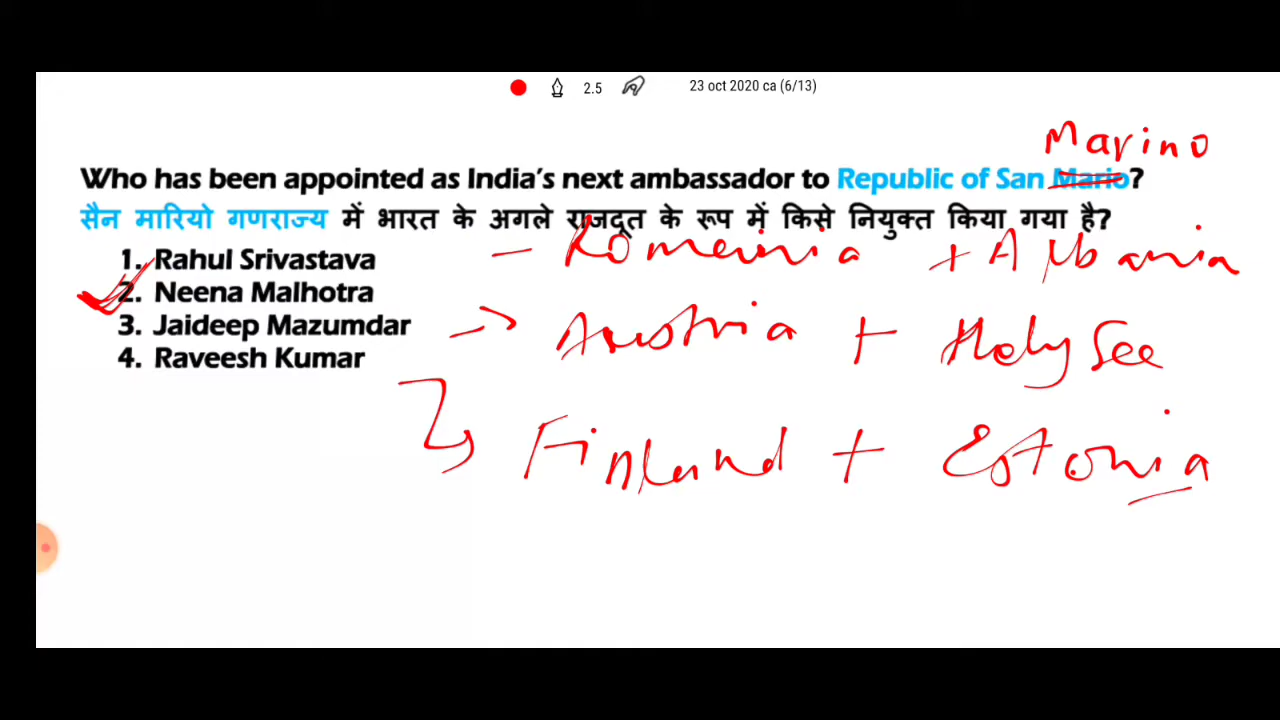 2.5 23 oct 2020 ca (6/13)
Marino
Who has been appointed as India's next ambassador to Republic of San Mario?
सैन मारियो गणराज्य में भारत के अगले राजदूत के रूप में किसे नियुक्त किया गया है?
1. Rahul Srivastava - Romeinia + Albania
2. Neena Malhotra
3. Jaideep Mazumdar → Austria + Holy See
4. Raveesh Kumar
Finland + Estonia